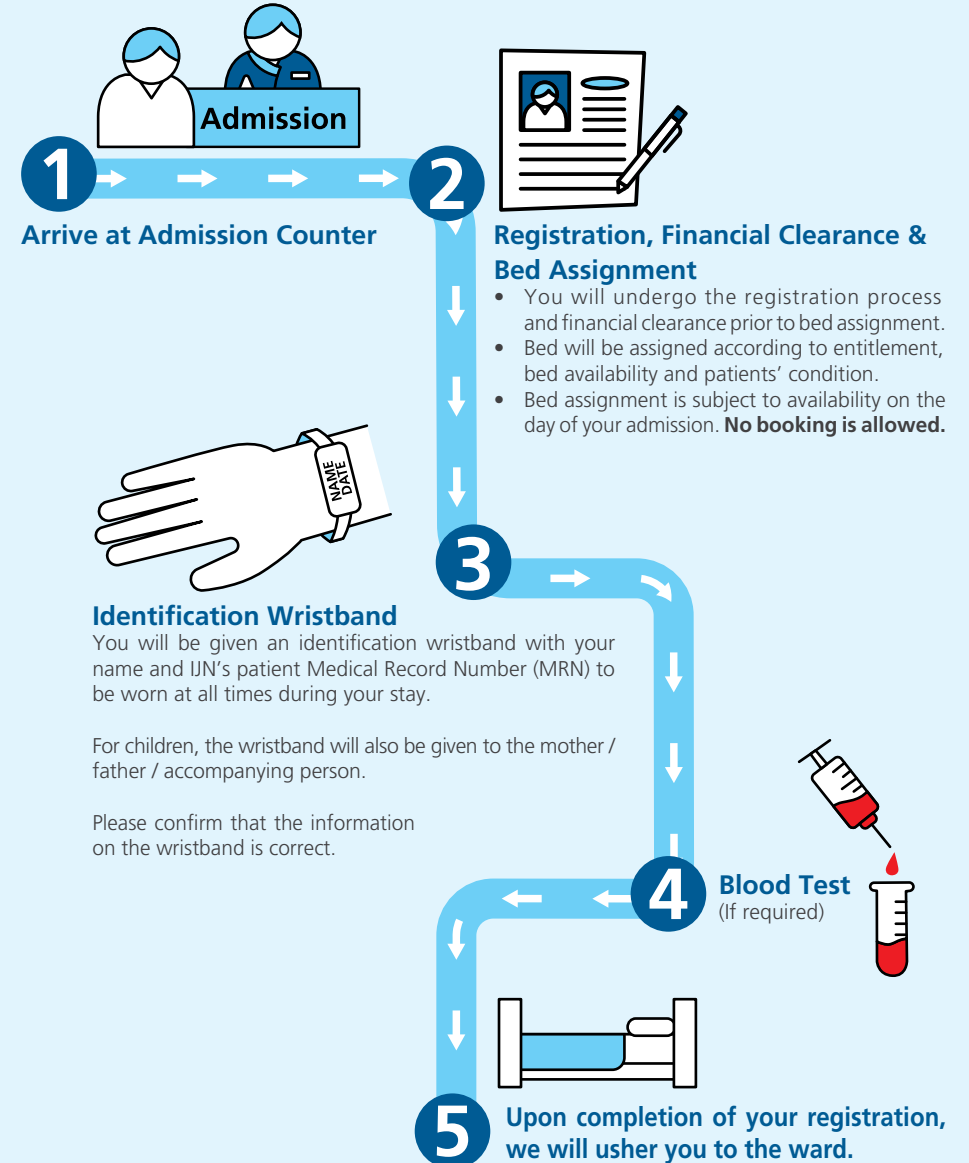 Admission
1
Arrive at Admission Counter
2
Registration, Financial Clearance &
Bed Assignment
• You will undergo the registration process
and financial clearance prior to bed assignment.
• Bed will be assigned according to entitlement,
bed availability and patients’ condition.
• Bed assignment is subject to availability on the
day of your admission. No booking is allowed.
NAME
DATE
3
Identification Wristband
You will be given an identification wristband with your
name and IJN’s patient Medical Record Number (MRN) to
be worn at all times during your stay.
For children, the wristband will also be given to the mother /
father / accompanying person.
Please confirm that the information
on the wristband is correct.
4
Blood Test
(If required)
5
Upon completion of your registration,
we will usher you to the ward.